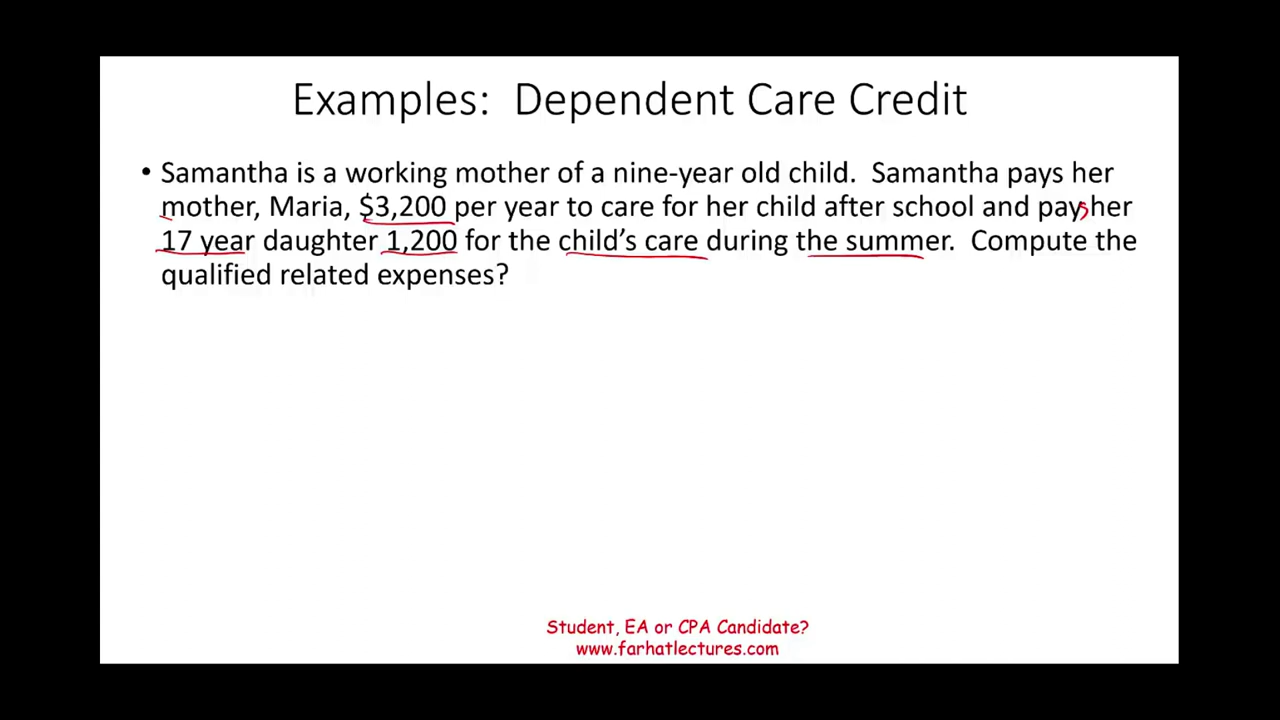 Examples: Dependent Care Credit
• Samantha is a working mother of a nine-year old child. Samantha pays her
mother, Maria, $3,200 per year to care for her child after school and pays her
17 year daughter 1,200 for the child's care during the summer. Compute the
qualified related expenses?
Student, EA or CPA Candidate?
www.farhatlectures.com